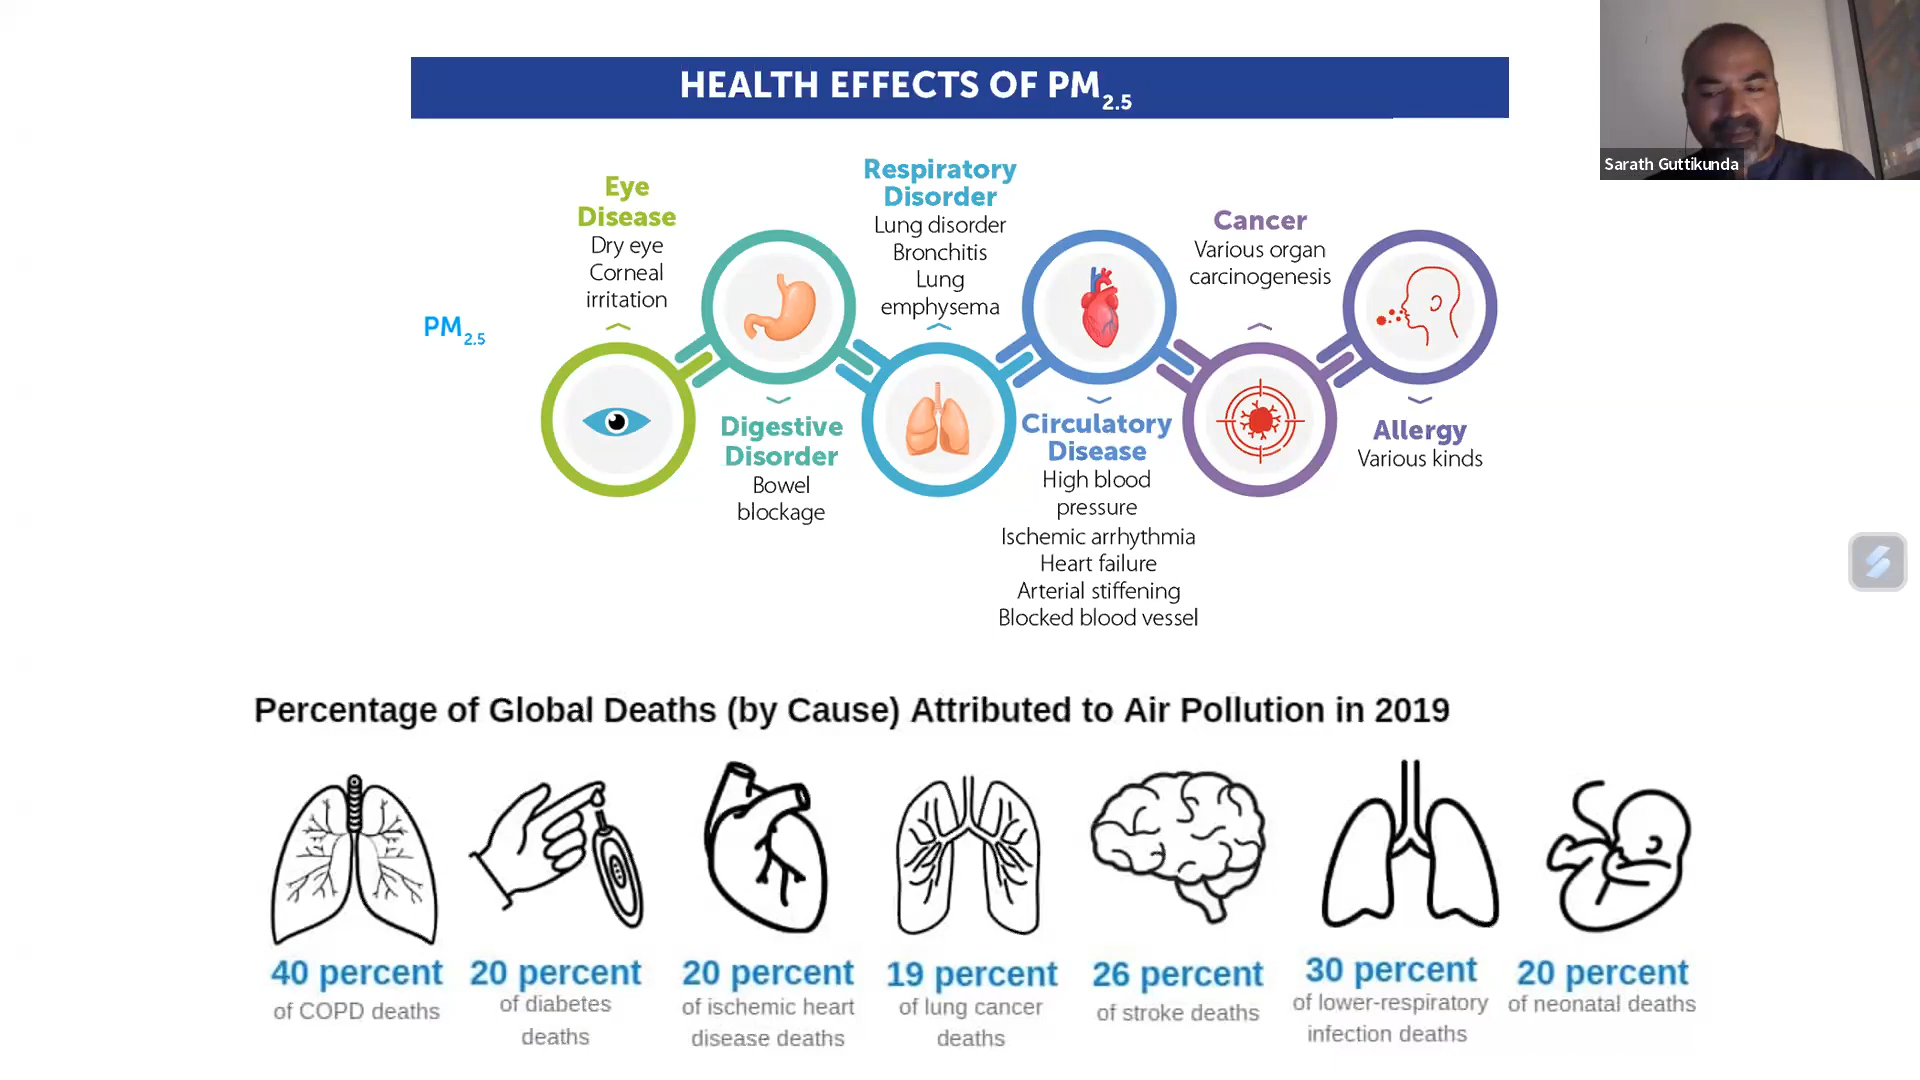 HEALTH EFFECTS OF PM2.5
Sarath Guttikunda
PM2.5
Eye
Disease
Dry eye
Corneal
irritation
Digestive
Disorder
Bowel
blockage
Respiratory
Disorder
Lung disorder
Bronchitis
Lung
emphysema
Circulatory
Disease
High blood
pressure
Ischemic arrhythmia
Heart failure
Arterial stiffening
Blocked blood vessel
Cancer
Various organ
carcinogenesis
Allergy
Various kinds
Percentage of Global Deaths (by Cause) Attributed to Air Pollution in 2019
40 percent
of COPD deaths
20 percent
of diabetes
deaths
20 percent
of ischemic heart
disease deaths
19 percent
of lung cancer
deaths
26 percent
of stroke deaths
30 percent
of lower-respiratory
infection deaths
20 percent
of neonatal deaths